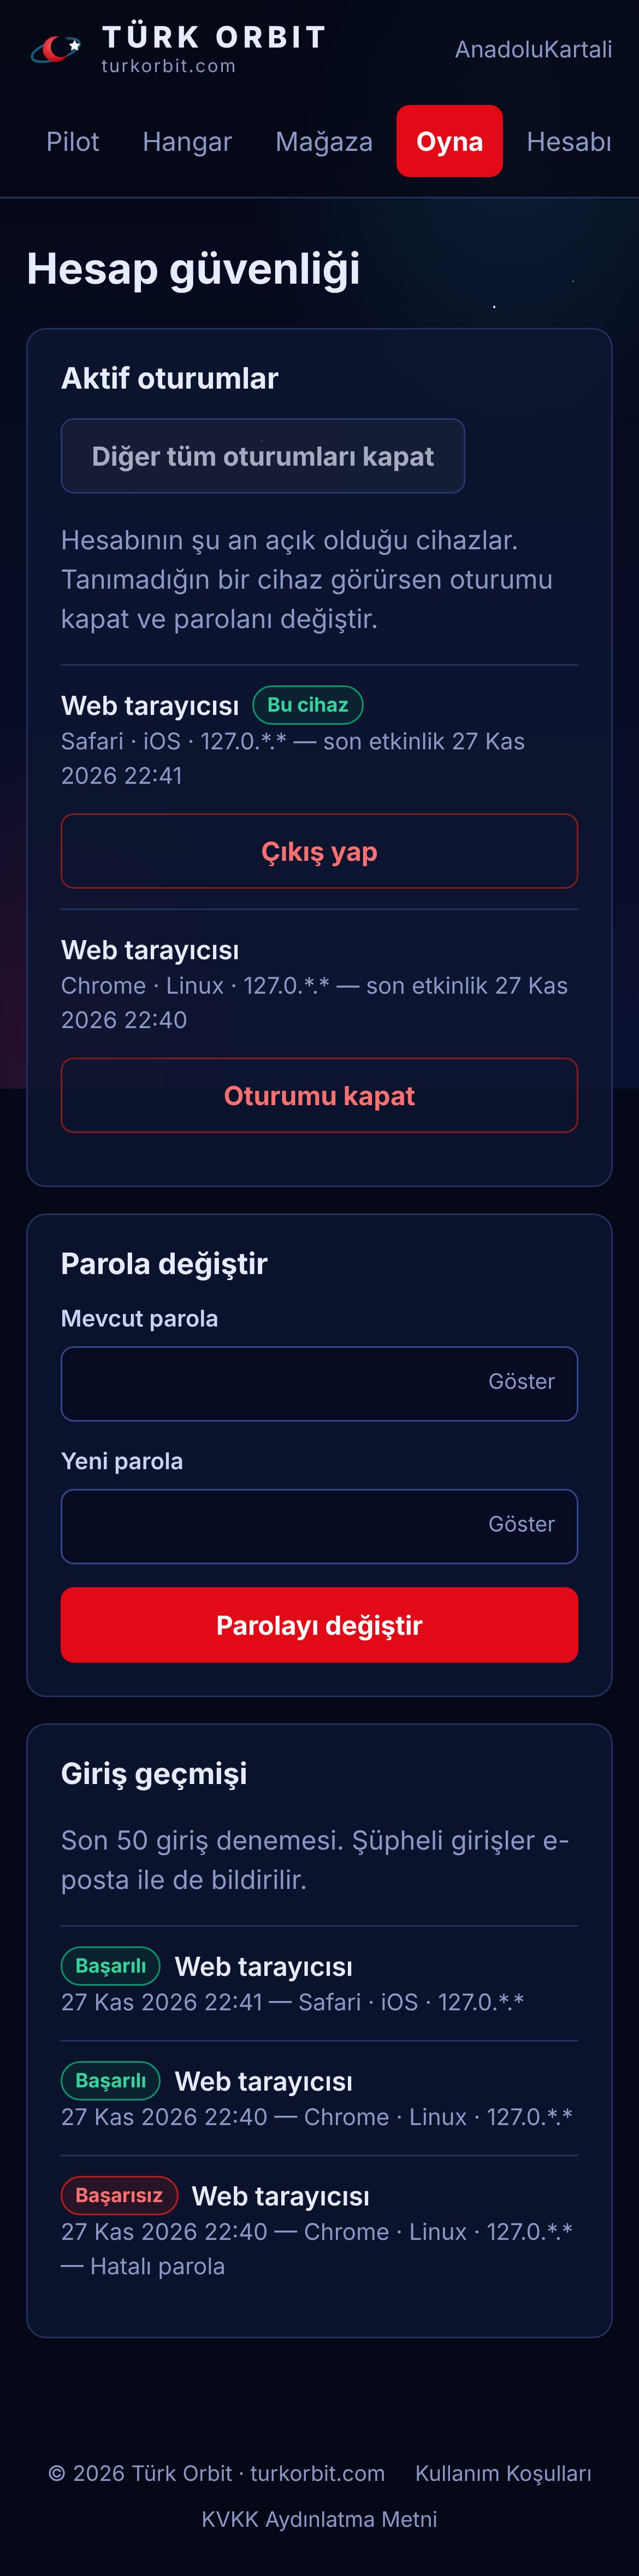 TÜRK ORBIT
turkorbit.com
AnadoluKartali
Pilot Hangar Mağaza Oyna Hesabı
Hesap güvenliği
Aktif oturumlar
Diğer tüm oturumları kapat
Hesabının şu an açık olduğu cihazlar.
Tanımadığın bir cihaz görürsen oturumu
kapat ve parolanı değiştir.
Web tarayıcısı Bu cihaz
Safari · iOS · 127.0.*.* — son etkinlik 27 Kas
2026 22:41
Çıkış yap
Web tarayıcısı
Chrome · Linux · 127.0.*.* — son etkinlik 27 Kas
2026 22:40
Oturumu kapat
Parola değiştir
Mevcut parola
Göster
Yeni parola
Göster
Parolayı değiştir
Giriş geçmişi
Son 50 giriş denemesi. Şüpheli girişler e-
posta ile de bildirilir.
Başarılı Web tarayıcısı
27 Kas 2026 22:41 — Safari · iOS · 127.0.*.*
Başarılı Web tarayıcısı
27 Kas 2026 22:40 — Chrome · Linux · 127.0.*.*
Başarısız Web tarayıcısı
27 Kas 2026 22:40 — Chrome · Linux · 127.0.*.*
— Hatalı parola
© 2026 Türk Orbit · turkorbit.com Kullanım Koşulları
KVKK Aydınlatma Metni